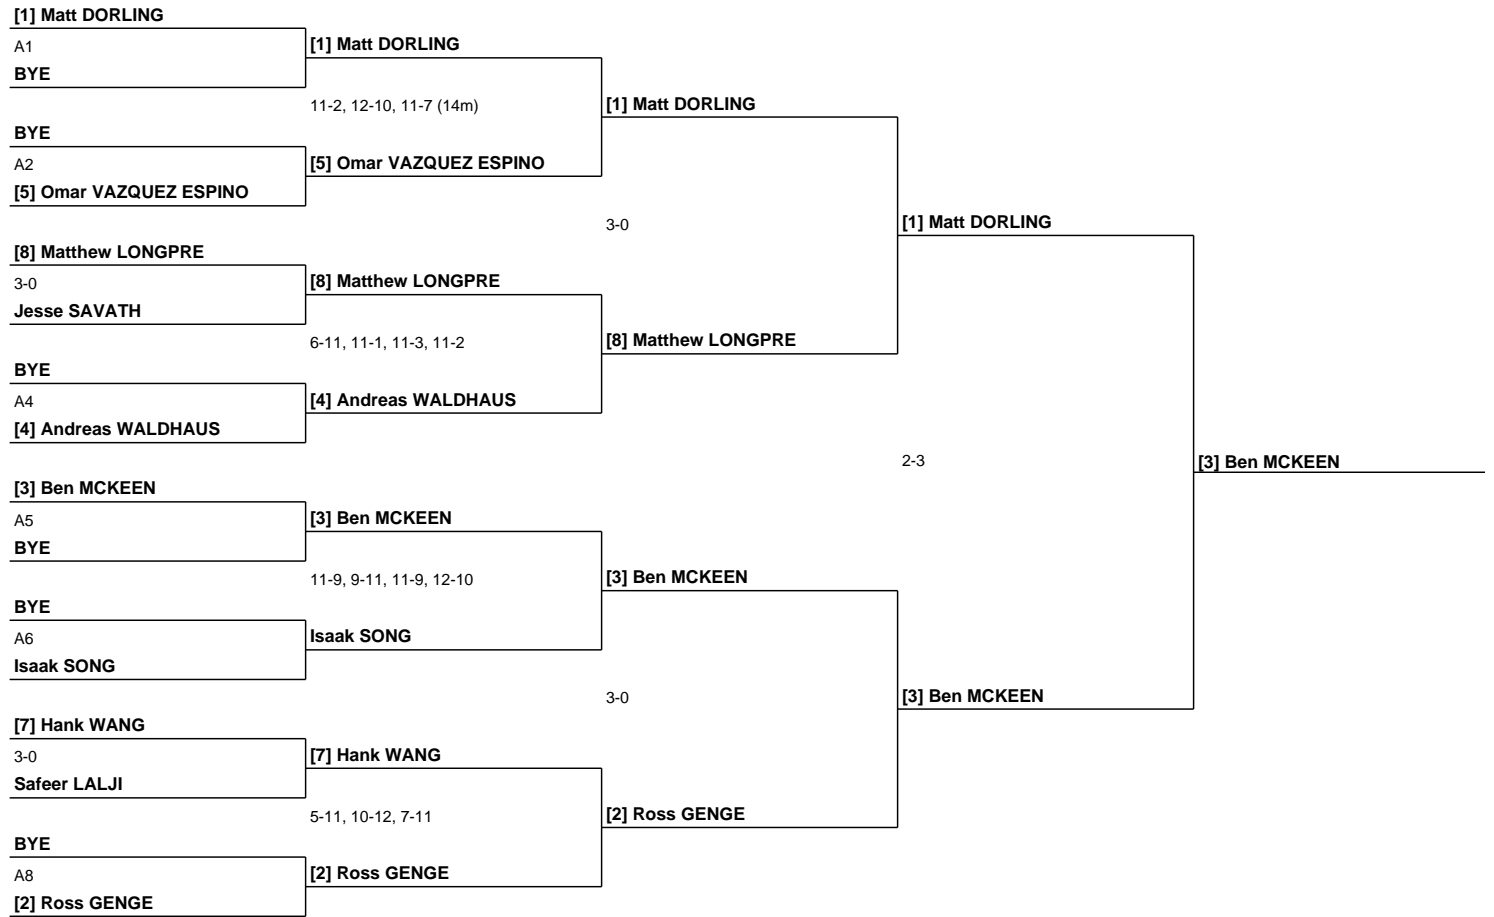 [1] Matt DORLING
A1
BYE
[1] Matt DORLING
11-2, 12-10, 11-7 (14m)
BYE
A2
[5] Omar VAZQUEZ ESPINO
[5] Omar VAZQUEZ ESPINO
[1] Matt DORLING
3-0
[8] Matthew LONGPRE
3-0
Jesse SAVATH
[8] Matthew LONGPRE
6-11, 11-1, 11-3, 11-2
BYE
A4
[4] Andreas WALDHAUS
[4] Andreas WALDHAUS
[8] Matthew LONGPRE
[1] Matt DORLING
2-3
[3] Ben MCKEEN
[3] Ben MCKEEN
A5
BYE
[3] Ben MCKEEN
11-9, 9-11, 11-9, 12-10
BYE
A6
Isaak SONG
Isaak SONG
[3] Ben MCKEEN
3-0
[7] Hank WANG
3-0
Safeer LALJI
[7] Hank WANG
5-11, 10-12, 7-11
BYE
A8
[2] Ross GENGE
[2] Ross GENGE
[2] Ross GENGE
[3] Ben MCKEEN